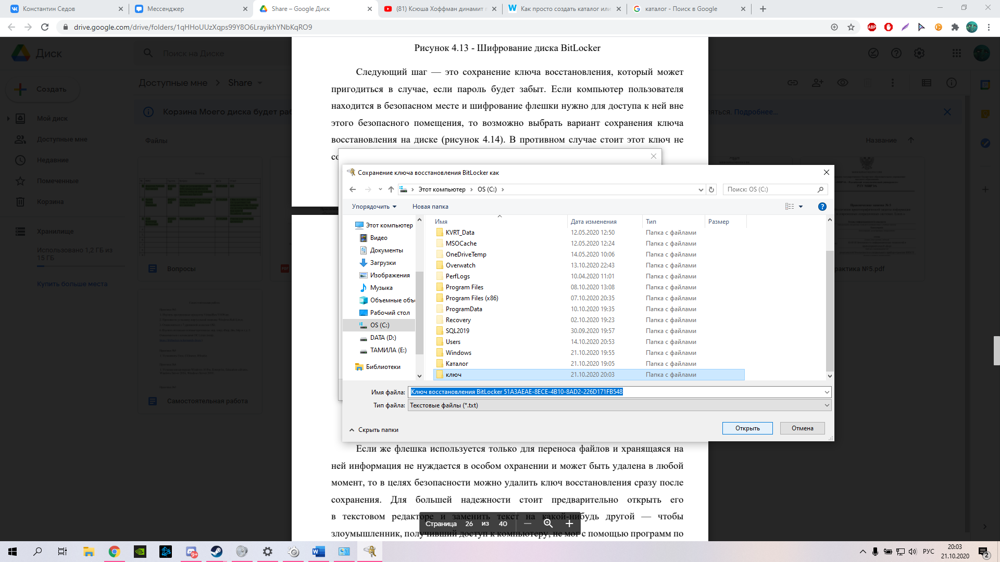 Константин Седов
Мессенджер
Share – Google Диск
(81) Ксюша Хоффман динамит
Как просто создать каталог или
каталог - Поиск в Google
drive.google.com/drive/folders/1qHHoUUzXqps99Y8O6LrayikhYNbKqRO9
ABP
Диск
Поиск на Диске
Рисунок 4.13 - Шифрование диска BitLocker
Следующий шаг — это сохранение ключа восстановления, который может
пригодиться в случае, если пароль будет забыт. Если компьютер пользователя
находится в безопасном месте и шифрование флешки нужно для доступа к ней вне
этого безопасного помещения, то возможно выбрать вариант сохранения ключа
восстановления на диске (рисунок 4.14). В противном случае стоит этот ключ не
Создать
Доступные мне
Share
Корзина Моего диска будет
яться. Подробнее...
Мой диск
Доступные мне
Недавние
Помеченные
Корзина
Хранилище
Использовано 1,2 ГБ из
15 ГБ
Купить больше места
Файлы
Название
Вопросы
PDF
рактика №5.pdf
Самостоятельная работа
Сохранение ключа восстановления BitLocker как
Этот компьютер
OS (C:)
Поиск: OS (C:)
Упорядочить
Новая папка
Этот компьютер
Видео
Документы
Загрузки
Изображения
Музыка
Объемные объ
Рабочий стол
OS (C:)
DATA (D:)
ТАМИЛА (E:)
Библиотеки
Имя Дата изменения Тип Размер
KVRT_Data 12.05.2020 12:50 Папка с файлами
MSOCache 12.05.2020 12:24 Папка с файлами
OneDriveTemp 14.05.2020 10:06 Папка с файлами
Overwatch 13.10.2020 22:43 Папка с файлами
PerfLogs 10.04.2020 11:01 Папка с файлами
Program Files 08.10.2020 13:08 Папка с файлами
Program Files (x86) 07.10.2020 20:35 Папка с файлами
ProgramData 10.10.2020 19:35 Папка с файлами
Recovery 02.10.2020 19:23 Папка с файлами
SQL2019 30.09.2020 19:57 Папка с файлами
Users 14.10.2020 20:53 Папка с файлами
Windows 21.10.2020 19:55 Папка с файлами
Каталог 21.10.2020 19:05 Папка с файлами
ключ 21.10.2020 20:03 Папка с файлами
Имя файла: Ключ восстановления BitLocker 51A3AEAE-8ECE-4B10-8AD2-226D171FB548
Тип файла: Текстовые файлы (*.txt)
Скрыть папки
Открыть
Отмена
Если же флешка используется только для переноса файлов и хранящаяся на
ней информация не нуждается в особом охранении и может быть удалена в любой
момент, то в целях безопасности можно удалить ключ восстановления сразу после
сохранения. Для большей надежности стоит предварительно открыть его
в текстовом редакторе и заменить текст на какой-нибудь другой — чтобы
злоумышленник, получивший доступ к компьютеру, не мог с помощью программ по
Страница 26 из 40
9+
РУС
20:03
21.10.2020
2